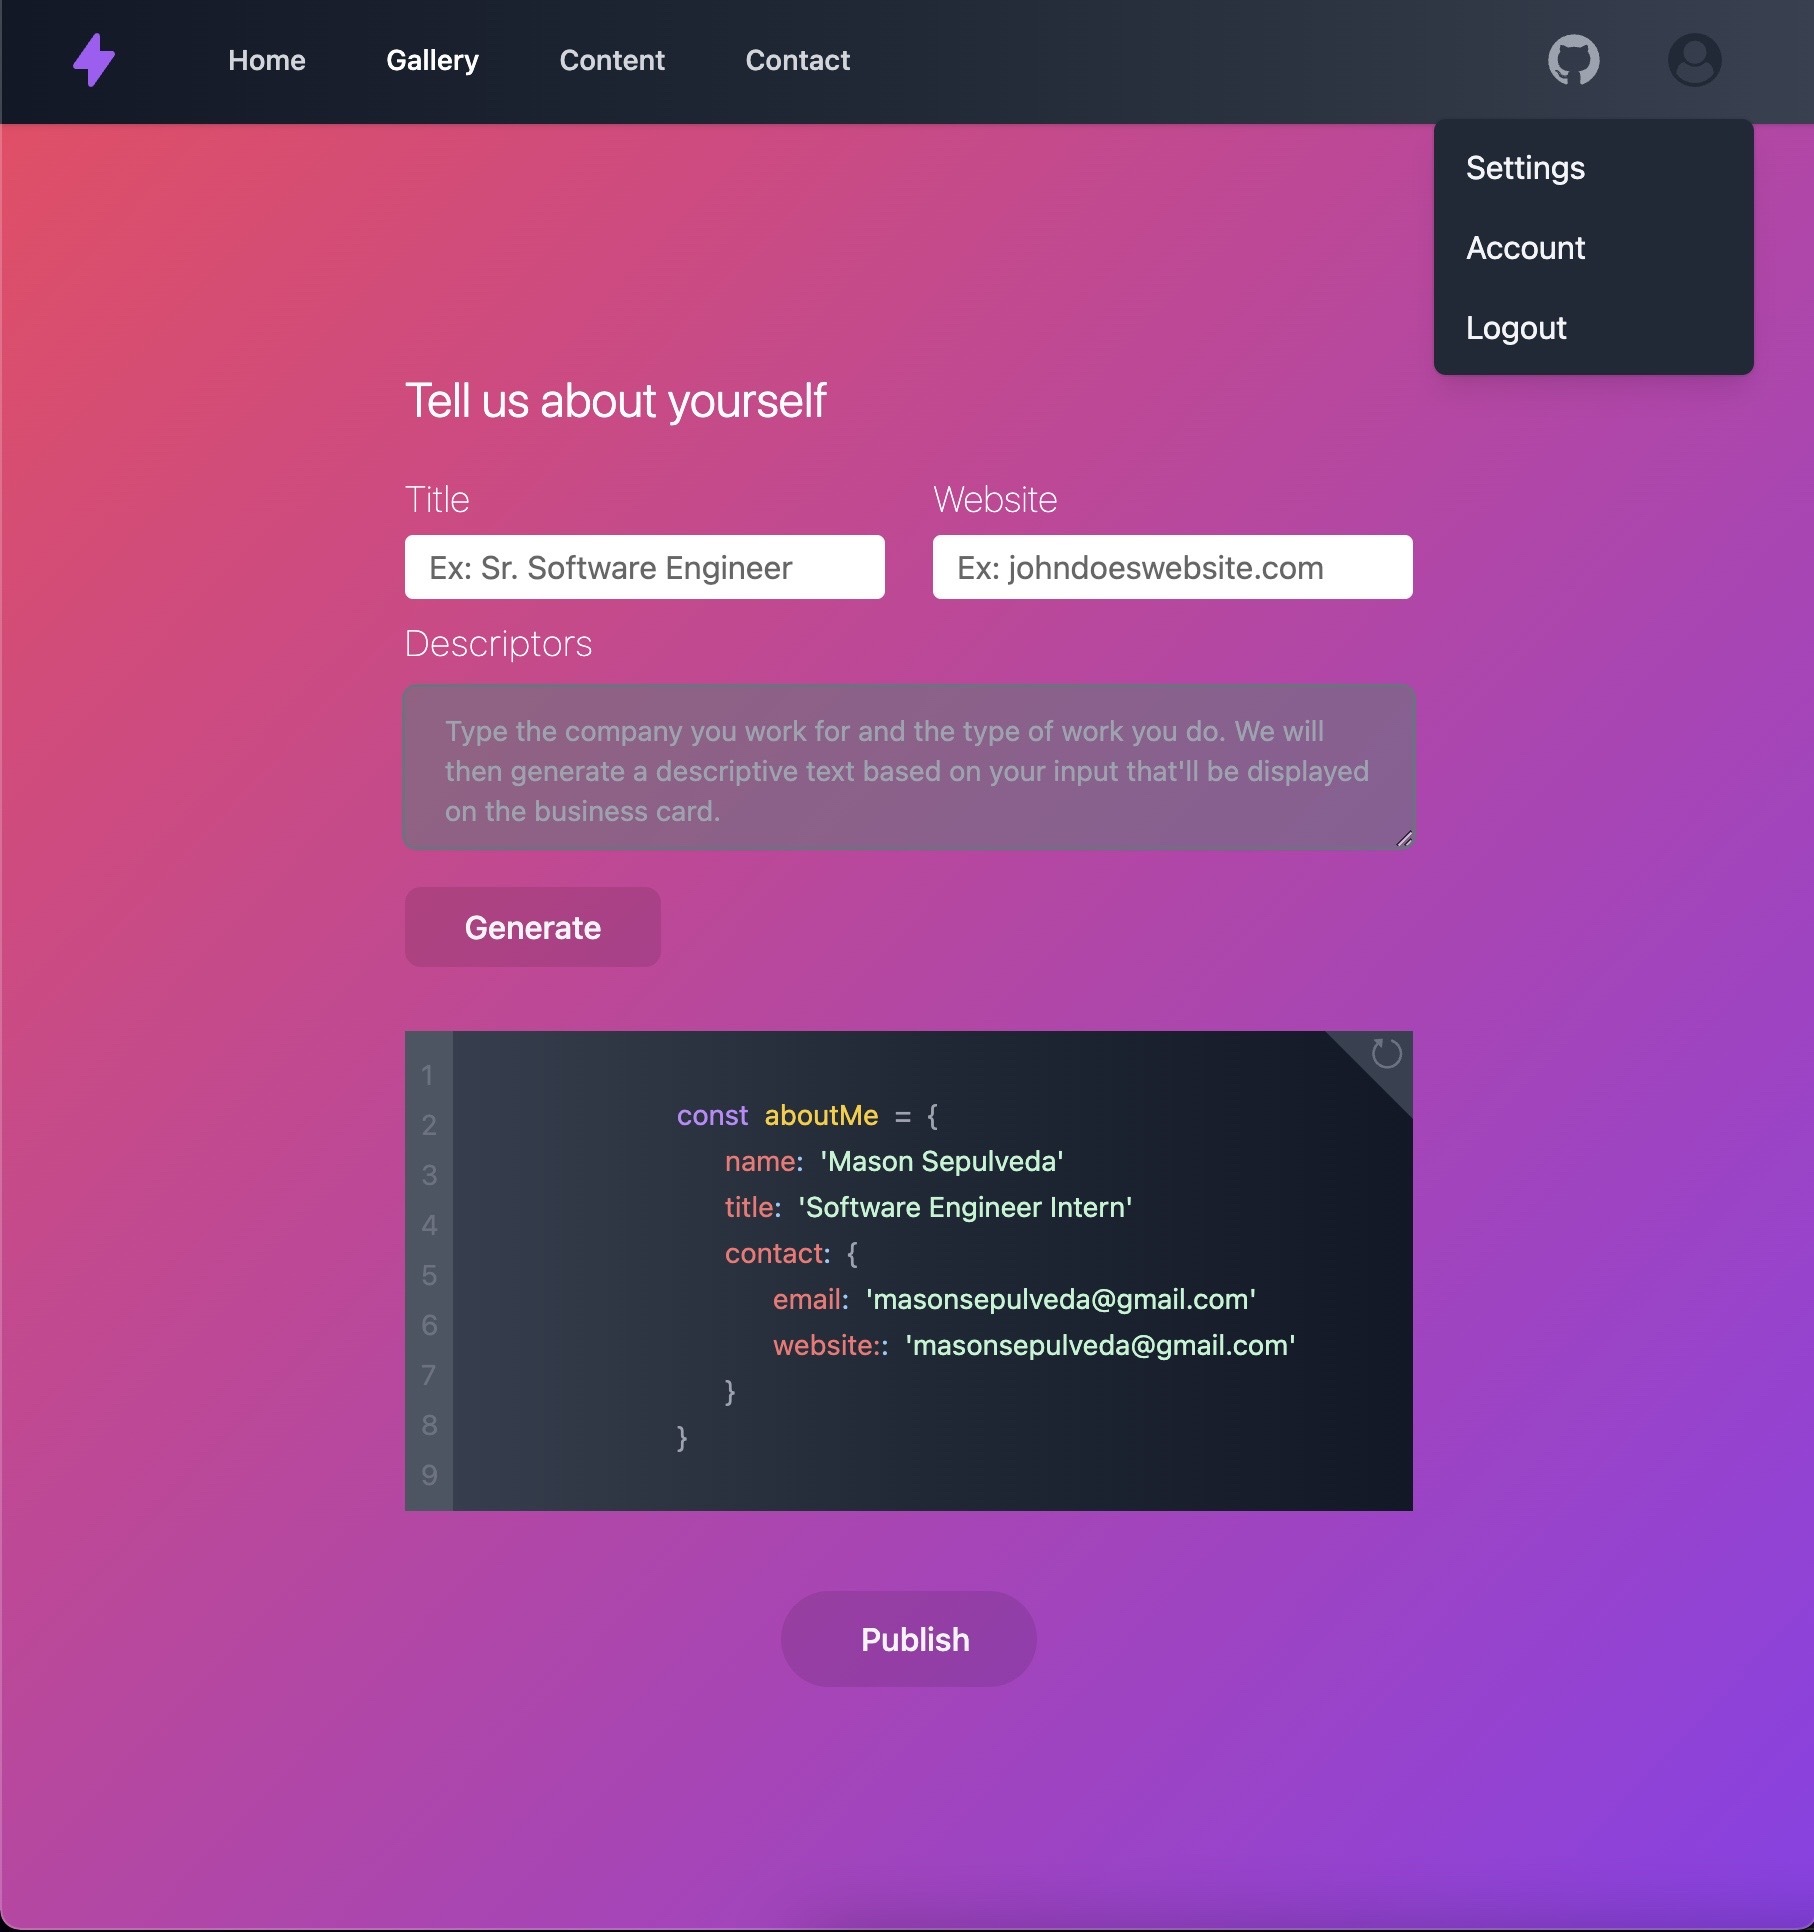 Home Gallery Content Contact
Settings
Account
Logout
Tell us about yourself
Title Website
Ex: Sr. Software Engineer Ex: johndoeswebsite.com
Descriptors
Type the company you work for and the type of work you do. We will
then generate a descriptive text based on your input that'll be displayed
on the business card.
Generate
1
2
3
4
5
6
7
8
9
const aboutMe = {
name: 'Mason Sepulveda'
title: 'Software Engineer Intern'
contact: {
email: 'masonsepulveda@gmail.com'
website:: 'masonsepulveda@gmail.com'
}
}
Publish